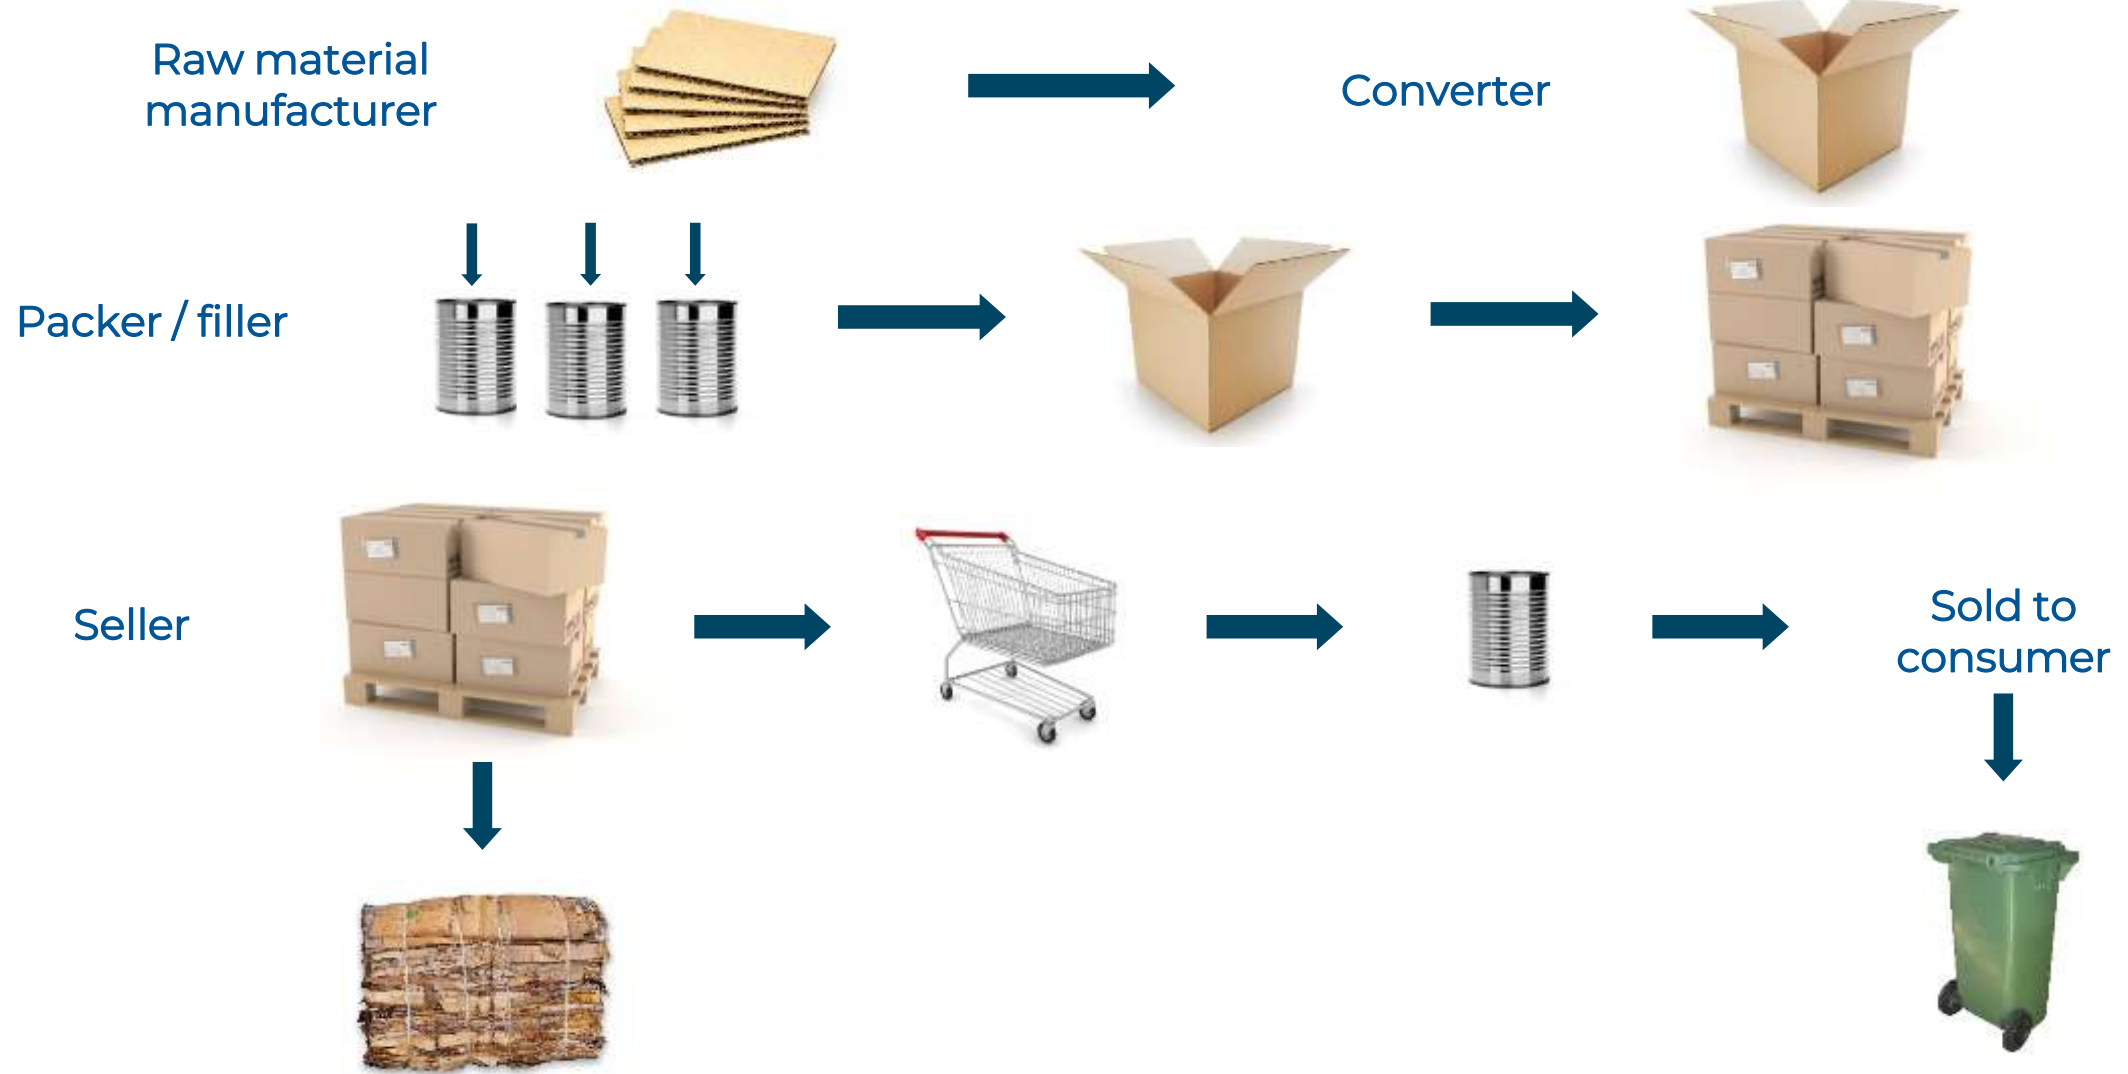 Raw material
manufacturer
Converter
Packer / filler
Seller
Sold to
consumer